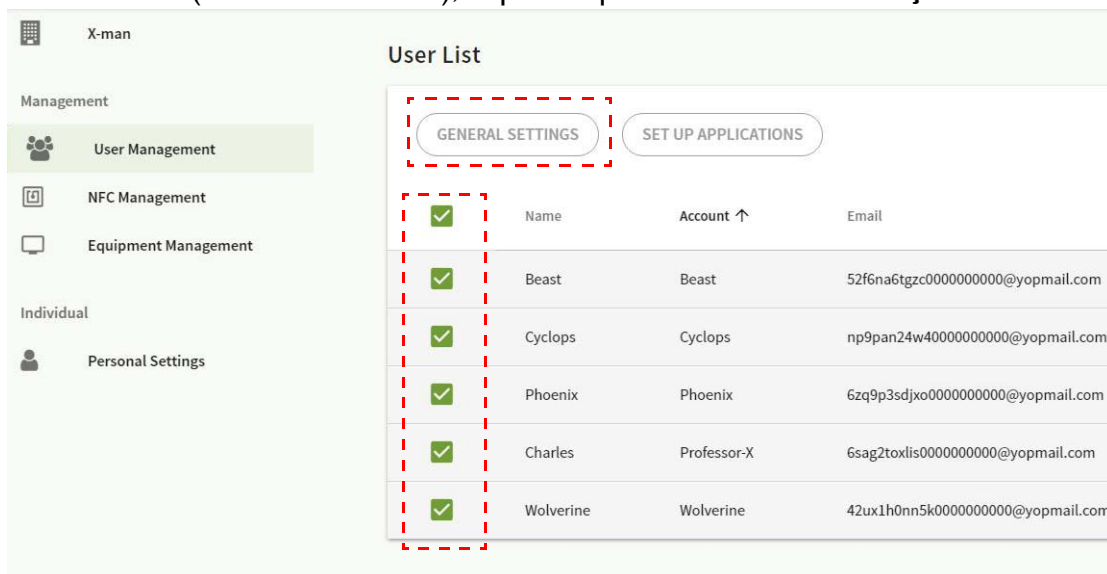 X-man
User List
Management
GENERAL SETTINGS SET UP APPLICATIONS
User Management
NFC Management
Name Account ↑ Email
Equipment Management
Beast Beast 52f6na6tgzc0000000000@yopmail.com
Individual
Cyclops Cyclops np9pan24w40000000000@yopmail.com
Personal Settings
Phoenix Phoenix 6zq9p3sdjxo0000000000@yopmail.com
Charles Professor-X 6sag2toxlis0000000000@yopmail.com
Wolverine Wolverine 42ux1h0nn5k0000000000@yopmail.com